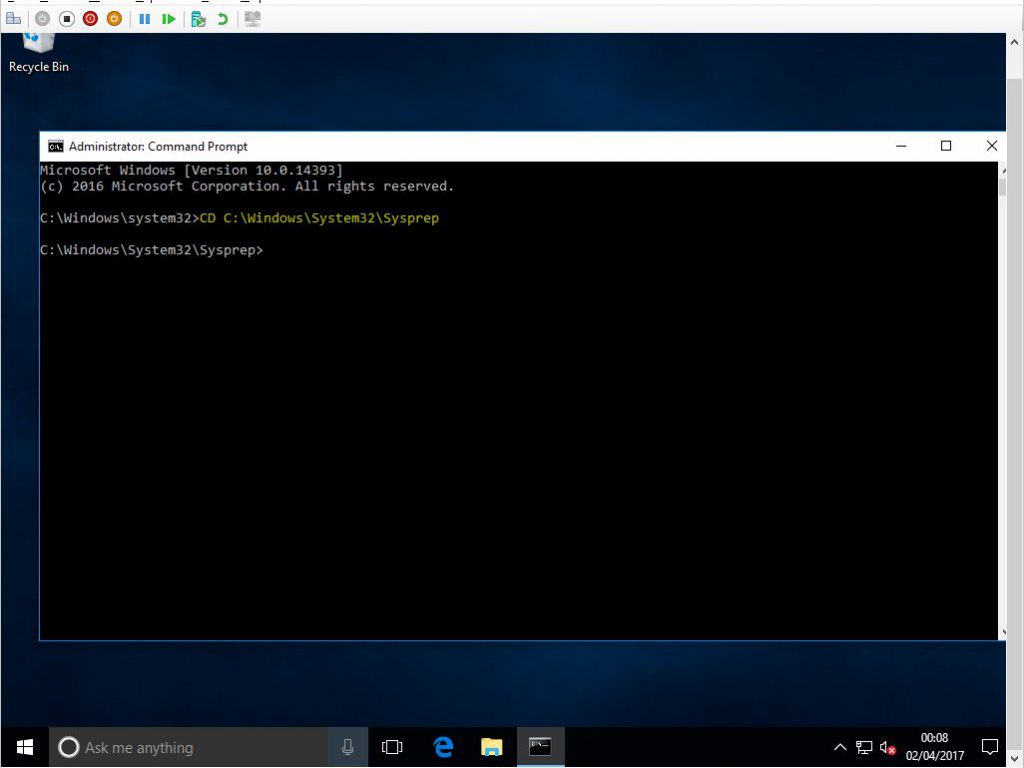 Recycle Bin
Administrator: Command Prompt
Microsoft Windows [Version 10.0.14393]
(c) 2016 Microsoft Corporation. All rights reserved.
C:\Windows\system32>CD C:\Windows\System32\Sysprep
C:\Windows\System32\Sysprep>
Ask me anything
00:08
02/04/2017